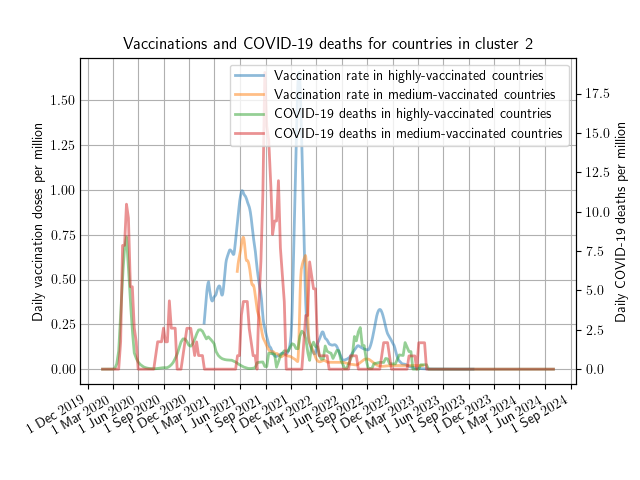 Vaccinations and COVID-19 deaths for countries in cluster 2
Vaccination rate in highly-vaccinated countries
Vaccination rate in medium-vaccinated countries
COVID-19 deaths in highly-vaccinated countries
COVID-19 deaths in medium-vaccinated countries
Daily vaccination doses per million
1.50
1.25
1.00
0.75
0.50
0.25
0.00
Daily COVID-19 deaths per million
17.5
15.0
12.5
10.0
7.5
5.0
2.5
0.0
1 Dec 2019
1 Mar 2020
1 Jun 2020
1 Sep 2020
1 Dec 2020
1 Mar 2021
1 Jun 2021
1 Sep 2021
1 Dec 2021
1 Mar 2022
1 Jun 2022
1 Sep 2022
1 Dec 2022
1 Mar 2023
1 Jun 2023
1 Sep 2023
1 Dec 2023
1 Mar 2024
1 Jun 2024
1 Sep 2024